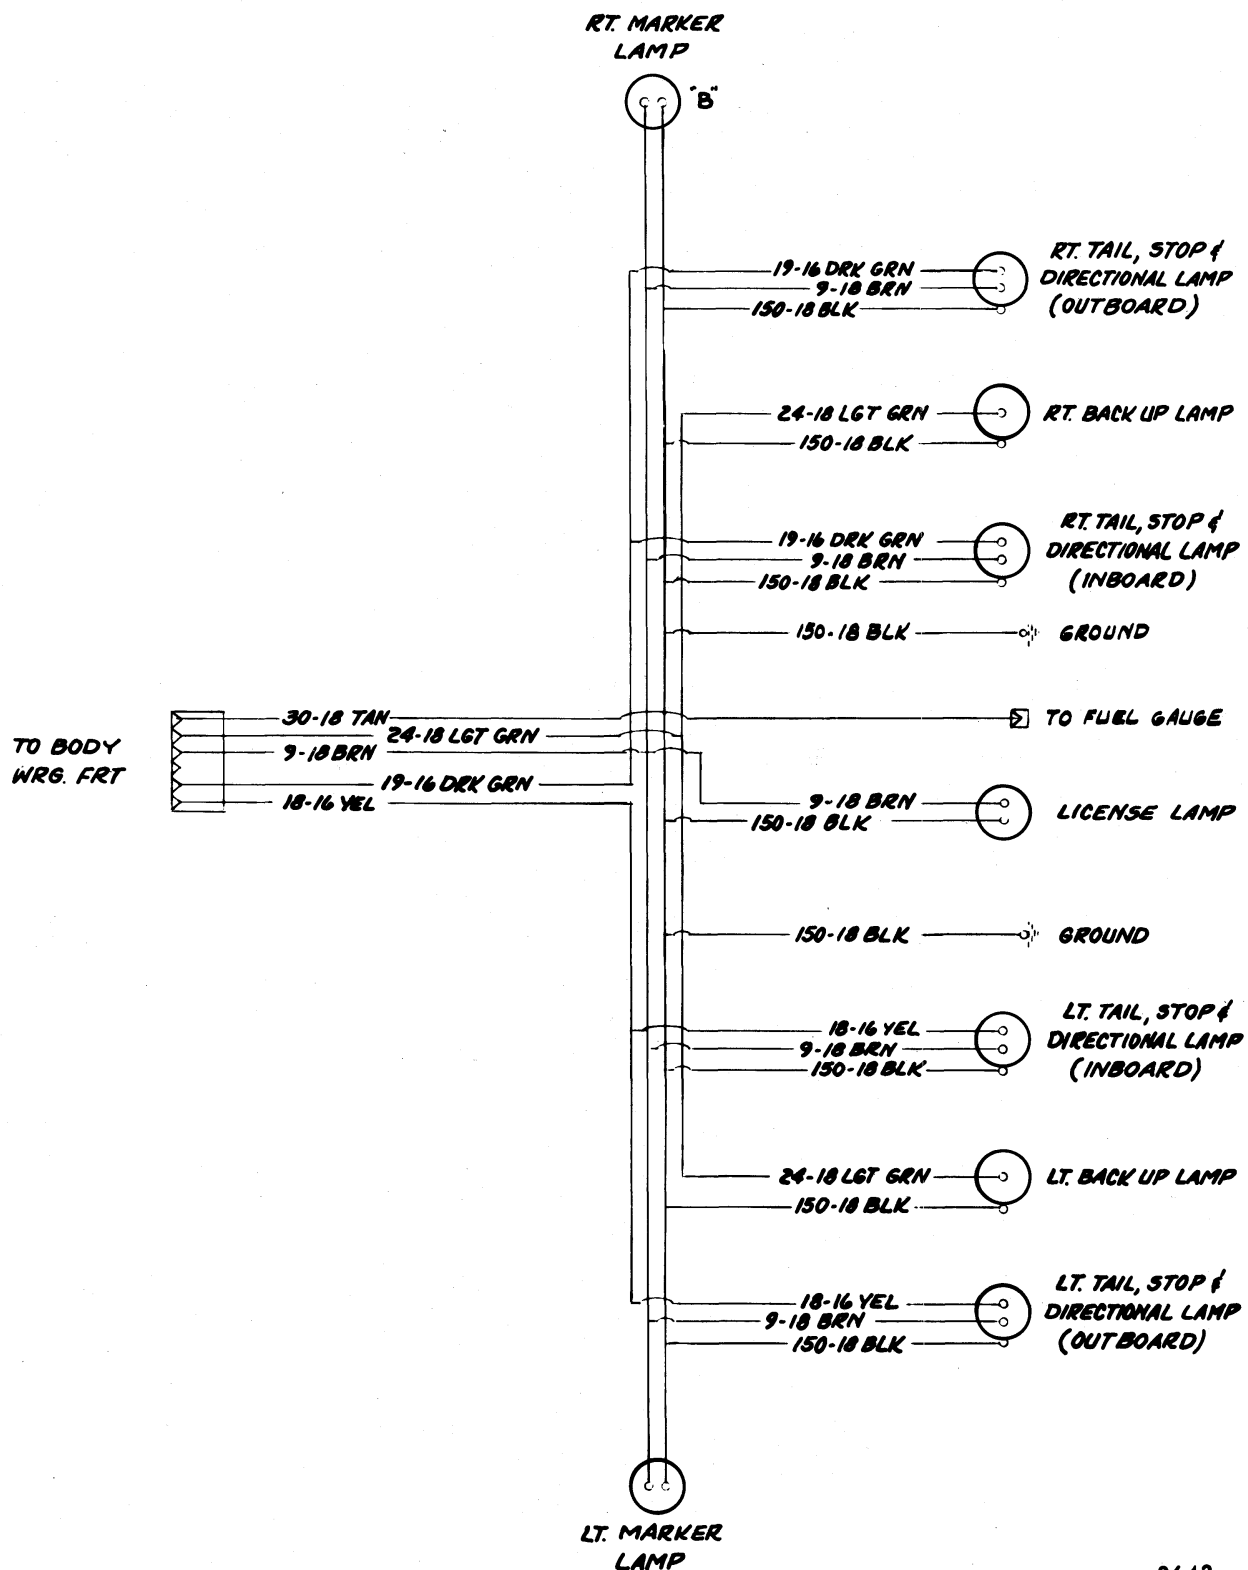 RT. MARKER
LAMP
"B"
19-16 DRK GRN
9-18 BRN
150-18 BLK
RT. TAIL, STOP &
DIRECTIONAL LAMP
(OUTBOARD)
24-18 LGT GRN
150-18 BLK
RT. BACK UP LAMP
19-16 DRK GRN
9-18 BRN
150-18 BLK
RT. TAIL, STOP &
DIRECTIONAL LAMP
(INBOARD)
150-18 BLK
GROUND
TO BODY
WRG. FRT
30-18 TAN
24-18 LGT GRN
9-18 BRN
19-16 DRK GRN
18-16 YEL
TO FUEL GAUGE
9-18 BRN
150-18 BLK
LICENSE LAMP
150-18 BLK
GROUND
18-16 YEL
9-18 BRN
150-18 BLK
LT. TAIL, STOP &
DIRECTIONAL LAMP
(INBOARD)
24-18 LGT GRN
150-18 BLK
LT. BACK UP LAMP
18-16 YEL
9-18 BRN
150-18 BLK
LT. TAIL, STOP &
DIRECTIONAL LAMP
(OUTBOARD)
LT. MARKER
LAMP